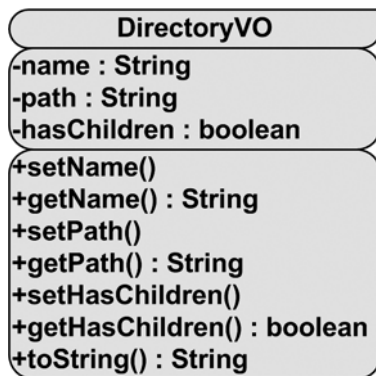 DirectoryVO
-name : String
-path : String
-hasChildren : boolean
+setName()
+getName() : String
+setPath()
+getPath() : String
+setHasChildren()
+getHasChildren() : boolean
+toString() : String